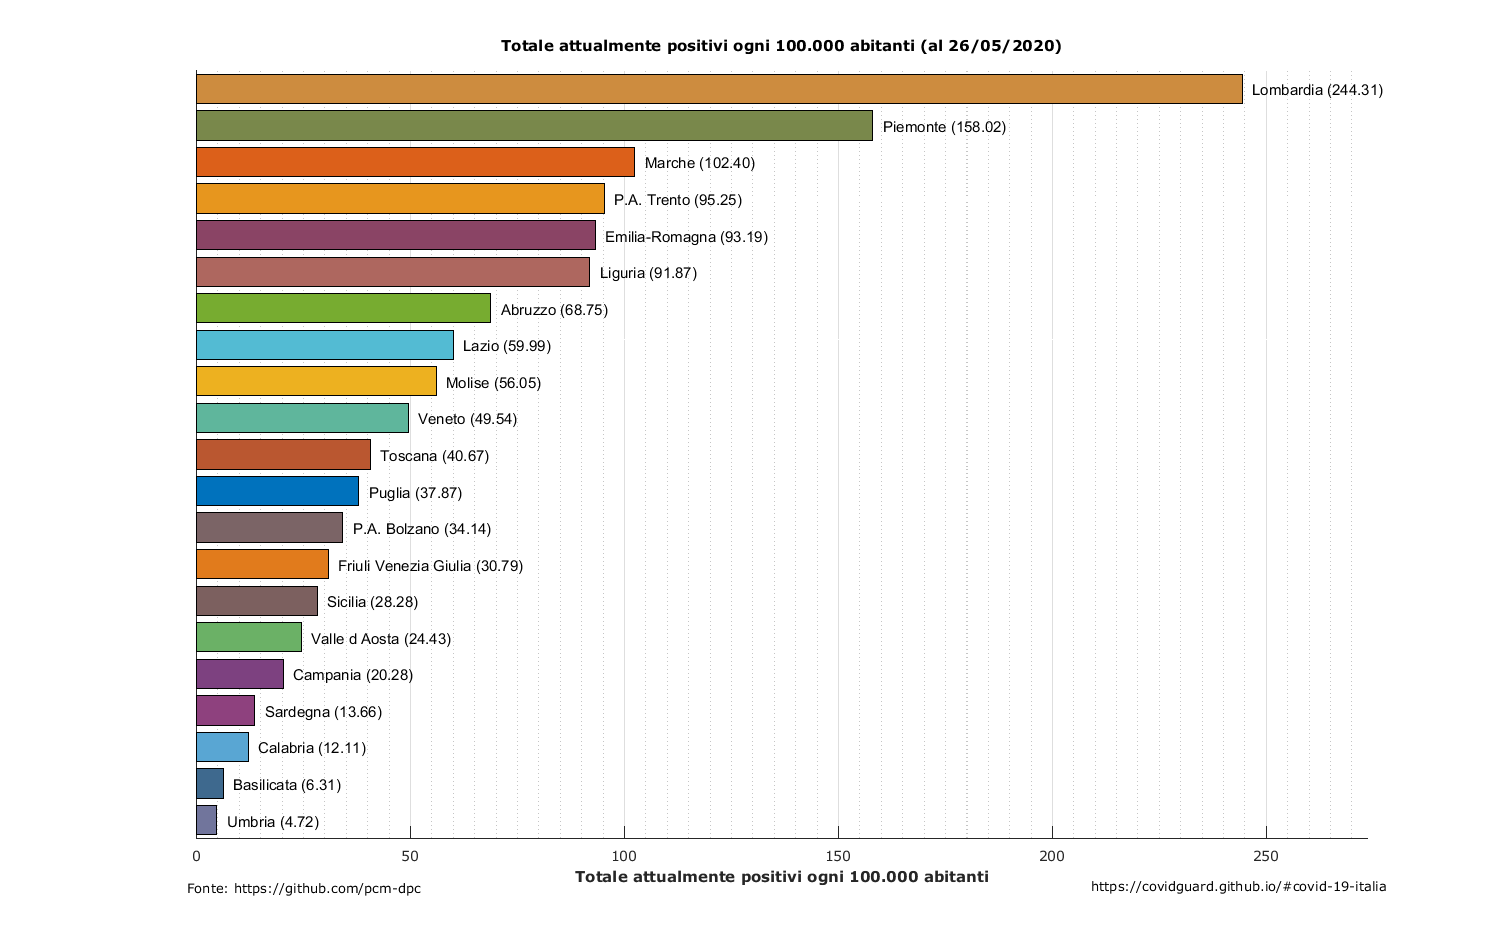 Totale attualmente positivi ogni 100.000 abitanti (al 26/05/2020)
Lombardia (244.31)
Piemonte (158.02)
Marche (102.40)
P.A. Trento (95.25)
Emilia-Romagna (93.19)
Liguria (91.87)
Abruzzo (68.75)
Lazio (59.99)
Molise (56.05)
Veneto (49.54)
Toscana (40.67)
Puglia (37.87)
P.A. Bolzano (34.14)
Friuli Venezia Giulia (30.79)
Sicilia (28.28)
Valle d Aosta (24.43)
Campania (20.28)
Sardegna (13.66)
Calabria (12.11)
Basilicata (6.31)
Umbria (4.72)
0 50 100 150 200 250
Totale attualmente positivi ogni 100.000 abitanti
Fonte: https://github.com/pcm-dpc
https://covidguard.github.io/#covid-19-italia